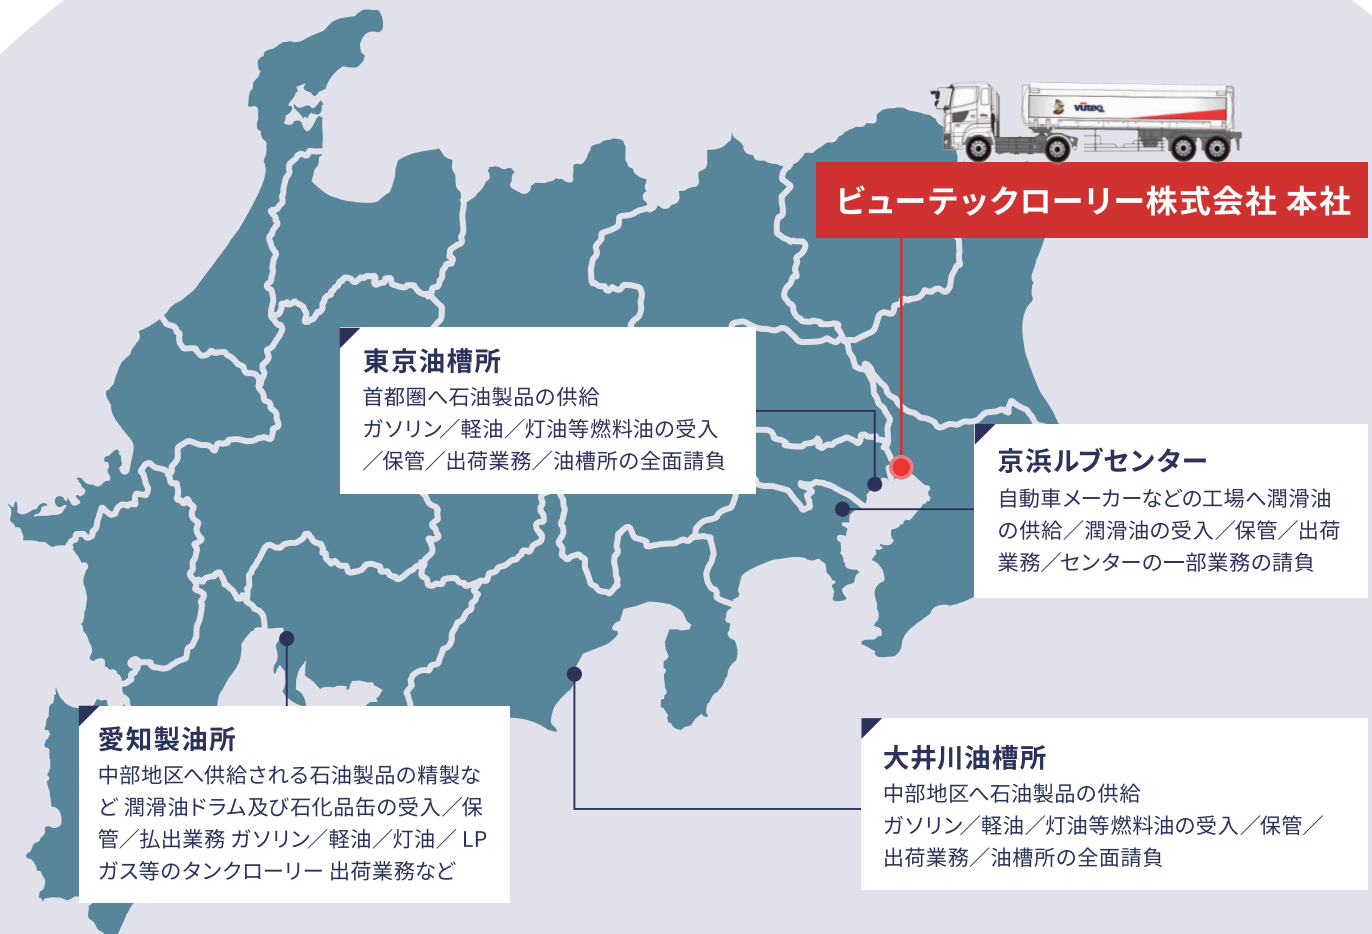 vuteq
ビューテックローリー株式会社 本社
東京油槽所
首都圏へ石油製品の供給
ガソリン／軽油／灯油等燃料油の受入
／保管／出荷業務／油槽所の全面請負
京浜ルブセンター
自動車メーカーなどの工場へ潤滑油
の供給／潤滑油の受入／保管／出荷
業務／センターの一部業務の請負
愛知製油所
中部地区へ供給される石油製品の精製な
ど 潤滑油ドラム及び石化品缶の受入／保
管／払出業務 ガソリン／軽油／灯油／ LP
ガス等のタンクローリー 出荷業務など
大井川油槽所
中部地区へ石油製品の供給
ガソリン／軽油／灯油等燃料油の受入／保管／
出荷業務／油槽所の全面請負